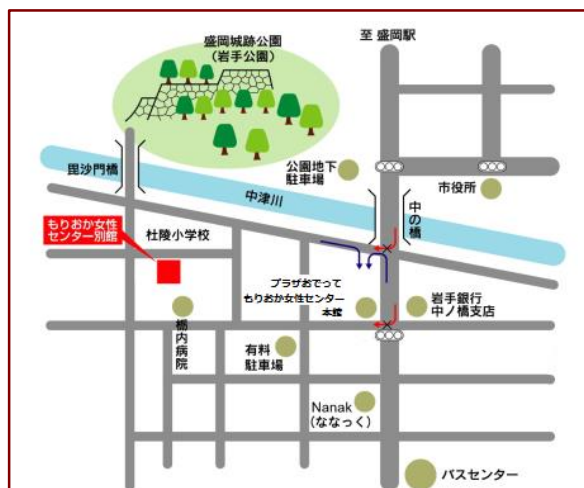 盛岡城跡公園
（岩手公園）
至 盛岡駅
毘沙門橋
公園地下
駐車場
市役所
中津川
中の橋
もりおか女性
センター別館
杜陵小学校
プラザおでって
もりおか女性センター
本館
岩手銀行
中ノ橋支店
栃内病院
有料
駐車場
Nanak
（ななっく）
バスセンター